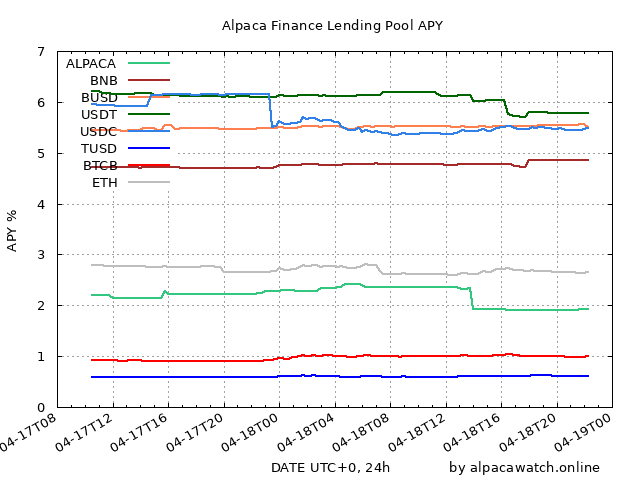 Alpaca Finance Lending Pool APY
7
6
5
4
3
2
1
0
APY %
ALPACA
BNB
BUSD
USDT
USDC
TUSD
BTCB
ETH
04-17T08
04-17T12
04-17T16
04-17T20
04-18T00
04-18T04
04-18T08
04-18T12
04-18T16
04-18T20
04-19T00
DATE UTC+0, 24h
by alpacawatch.online